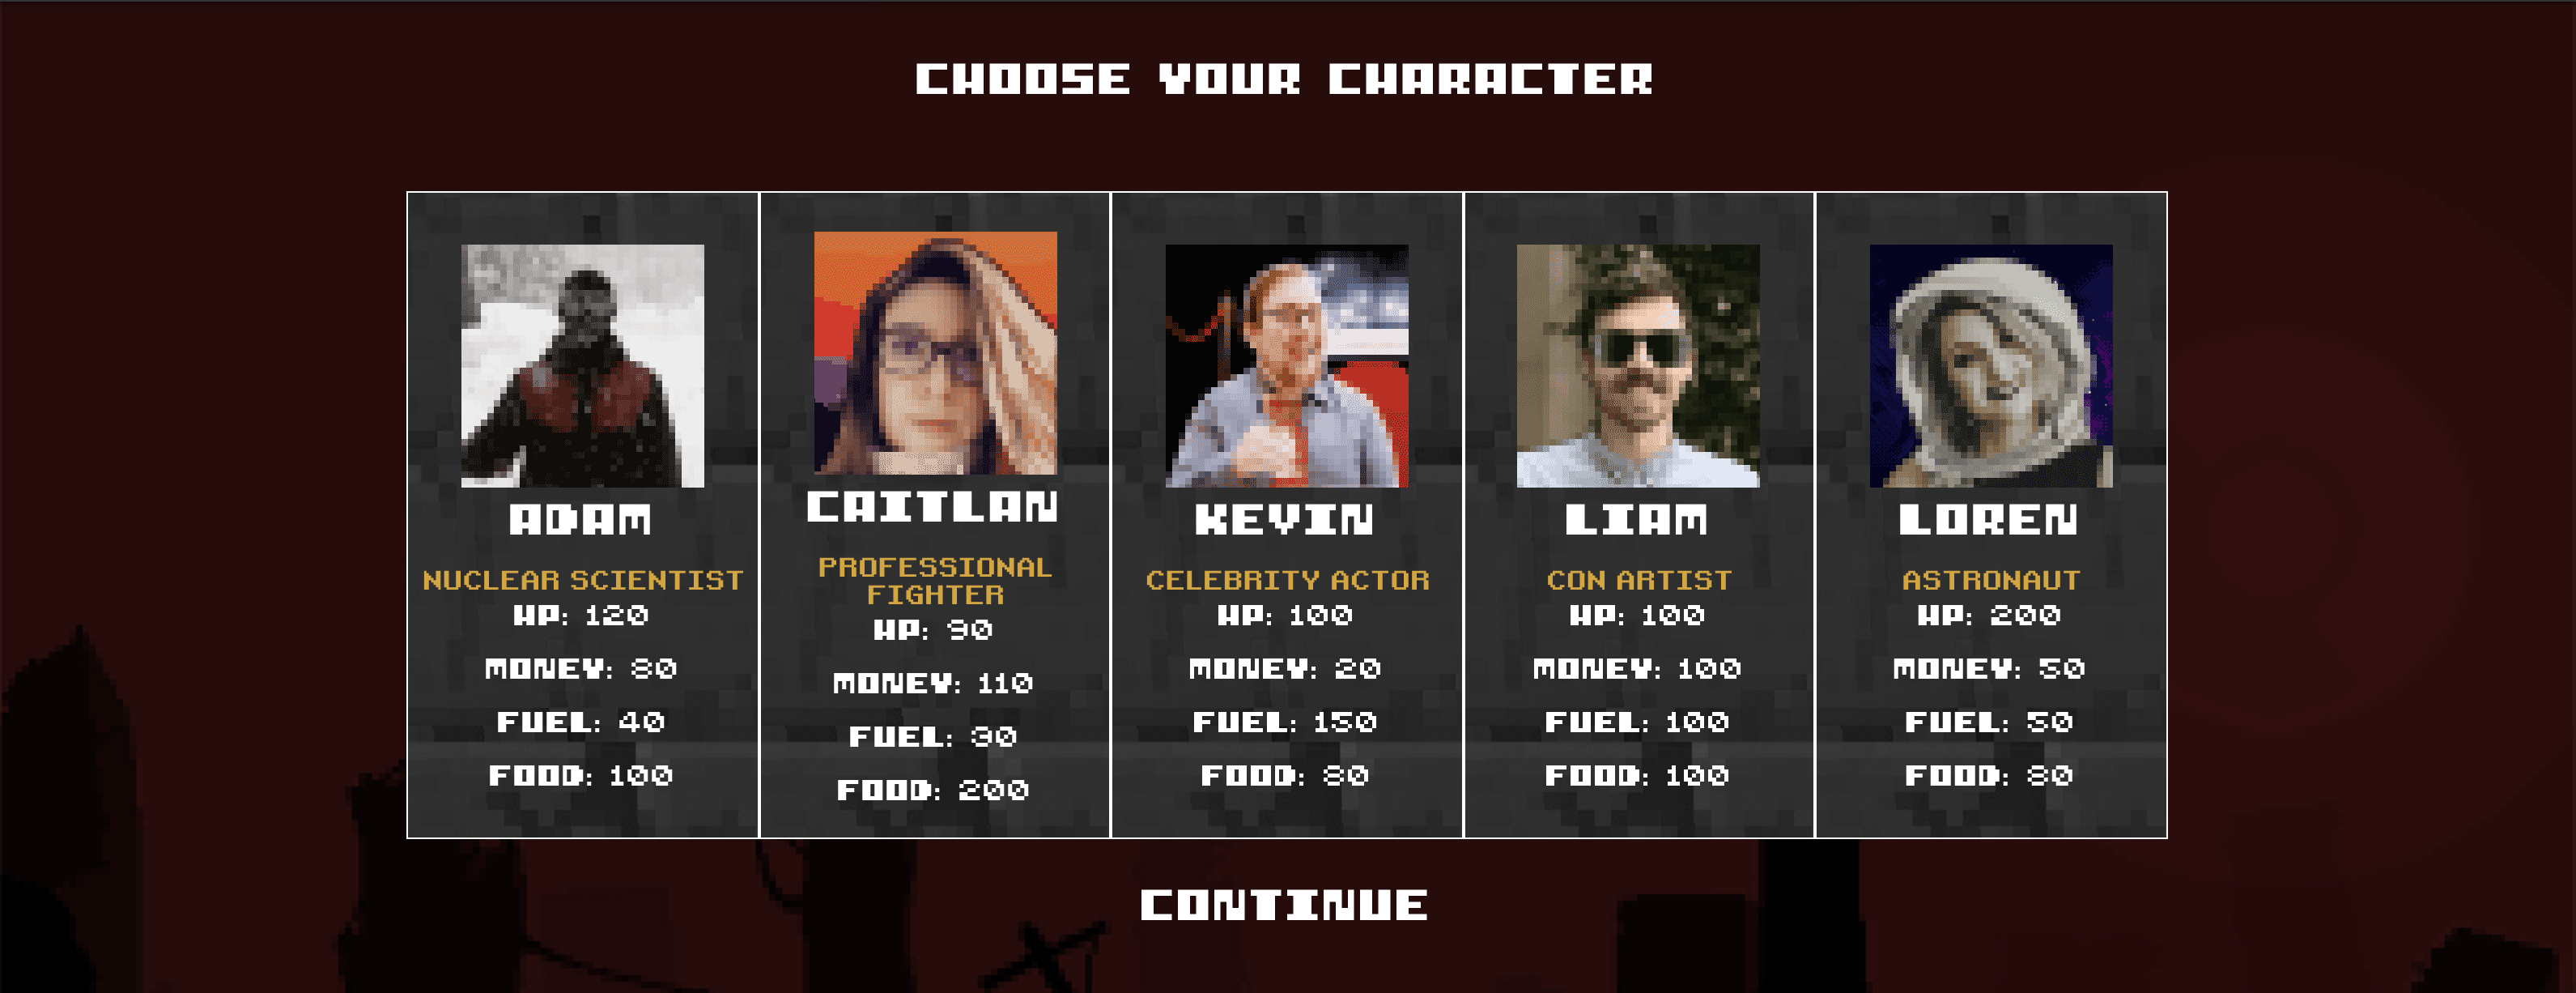 CHOOSE YOUR CHARACTER
ADAM
NUCLEAR SCIENTIST
HP: 120
MONEY: 80
FUEL: 40
FOOD: 100
CAITLAN
PROFESSIONAL
FIGHTER
HP: 90
MONEY: 110
FUEL: 30
FOOD: 200
KEVIN
CELEBRITY ACTOR
HP: 100
MONEY: 20
FUEL: 150
FOOD: 80
LIAM
CON ARTIST
HP: 100
MONEY: 100
FUEL: 100
FOOD: 100
LOREN
ASTRONAUT
HP: 200
MONEY: 50
FUEL: 50
FOOD: 80
CONTINUE